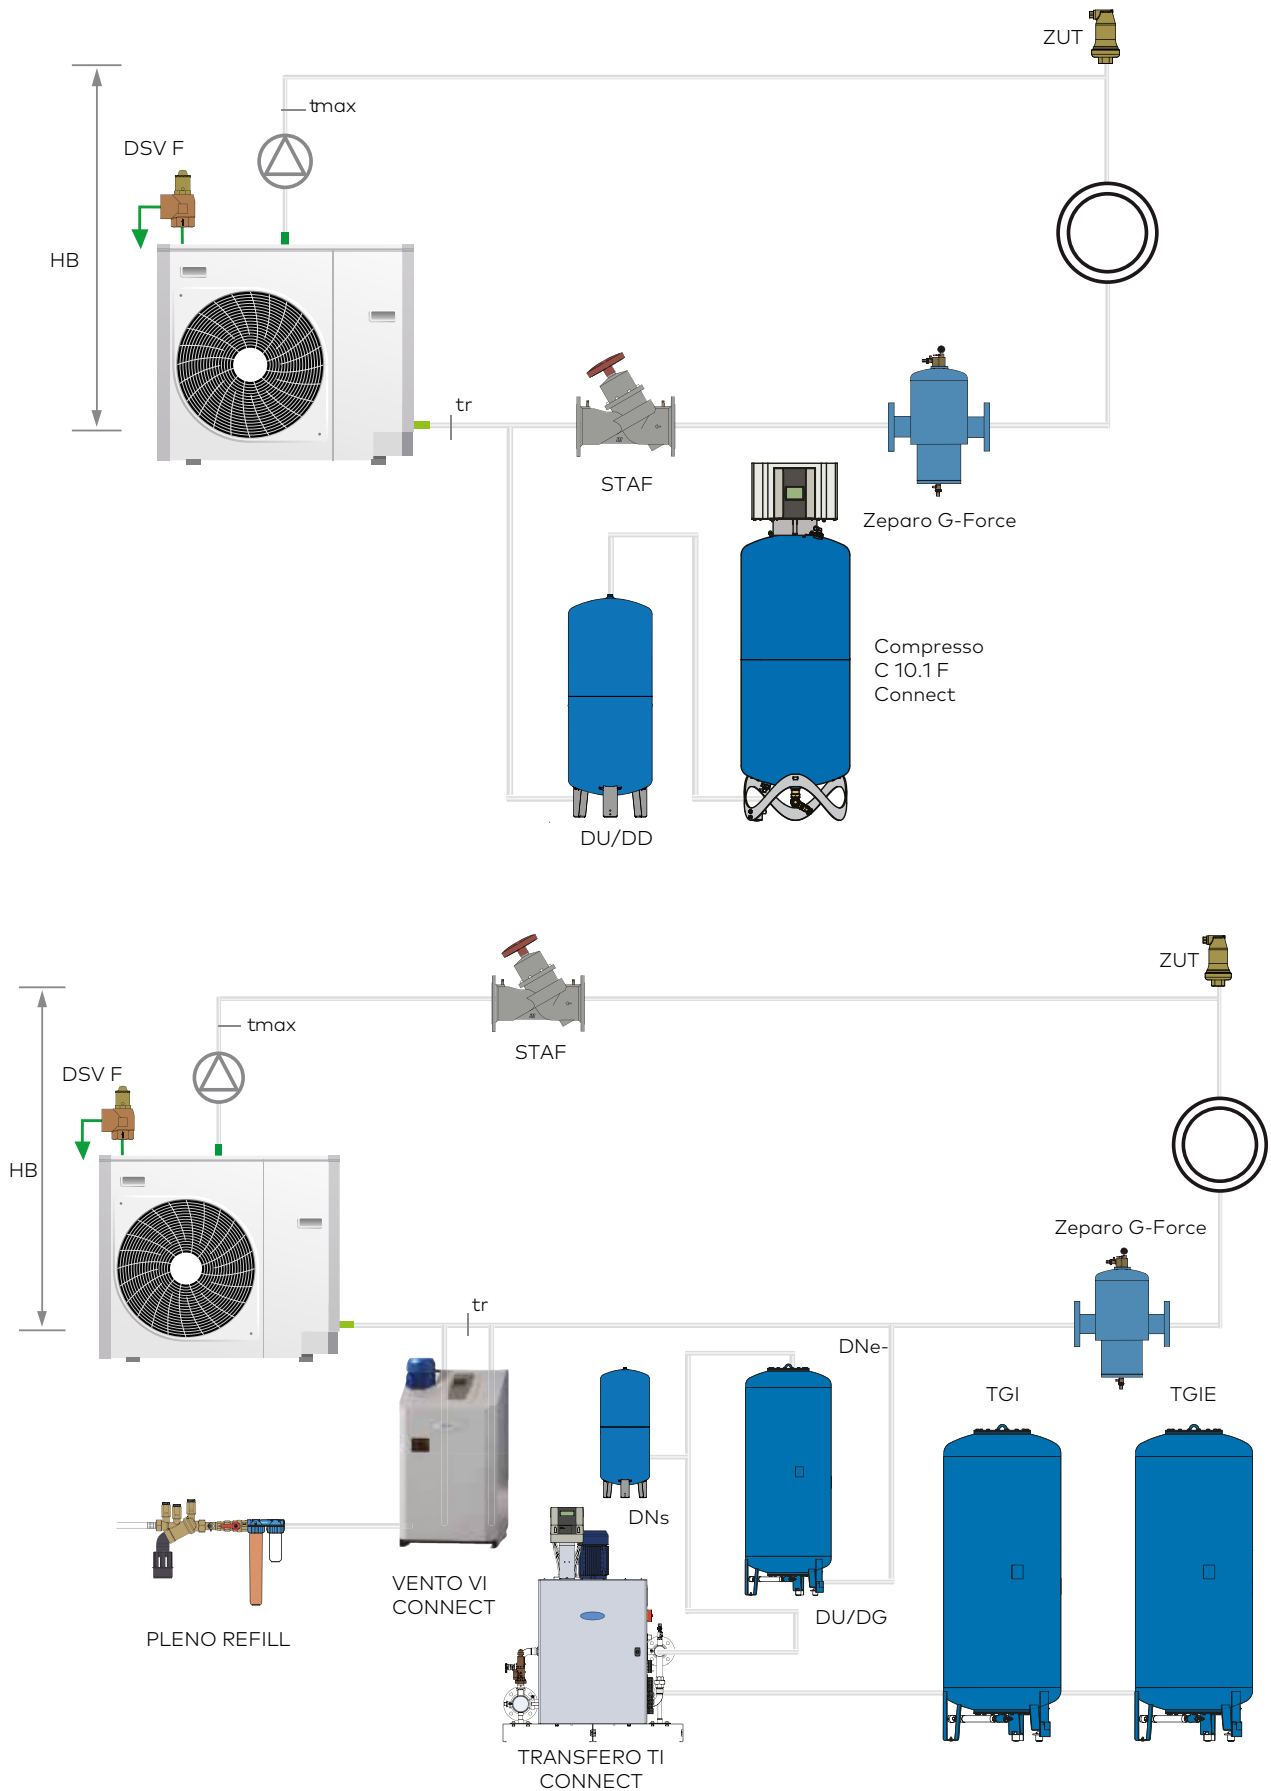 ZUT
tmax
DSV F
HB
tr
STAF
Zeparo G-Force
Compresso
C 10.1 F
Connect
DU/DD
ZUT
tmax
STAF
DSV F
HB
Zeparo G-Force
tr
DNe-
TGI
TGIE
DNs
VENTO VI
CONNECT
DU/DG
PLENO REFILL
TRANSFERO TI
CONNECT